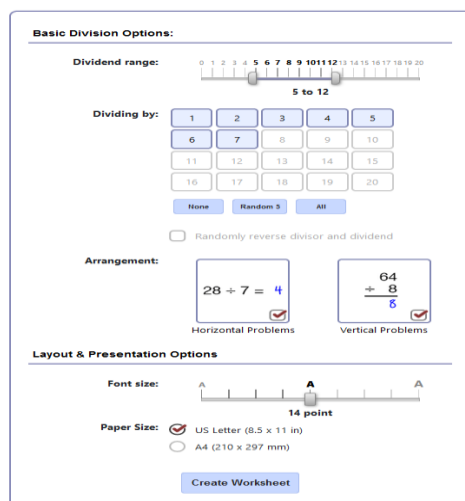 Basic Division Options:
Dividend range: 0 1 2 3 4 5 6 7 8 9 10 11 12 13 14 15 16 17 18 19 20
5 to 12
Dividing by: 1 2 3 4 5
6 7 8 9 10
11 12 13 14 15
16 17 18 19 20
None Random 5 All
Randomly reverse divisor and dividend
Arrangement:
28 ÷ 7 = 4
64
÷ 8
8
Horizontal Problems Vertical Problems
Layout & Presentation Options
Font size: A A A
14 point
Paper Size: US Letter (8.5 x 11 in)
A4 (210 x 297 mm)
Create Worksheet